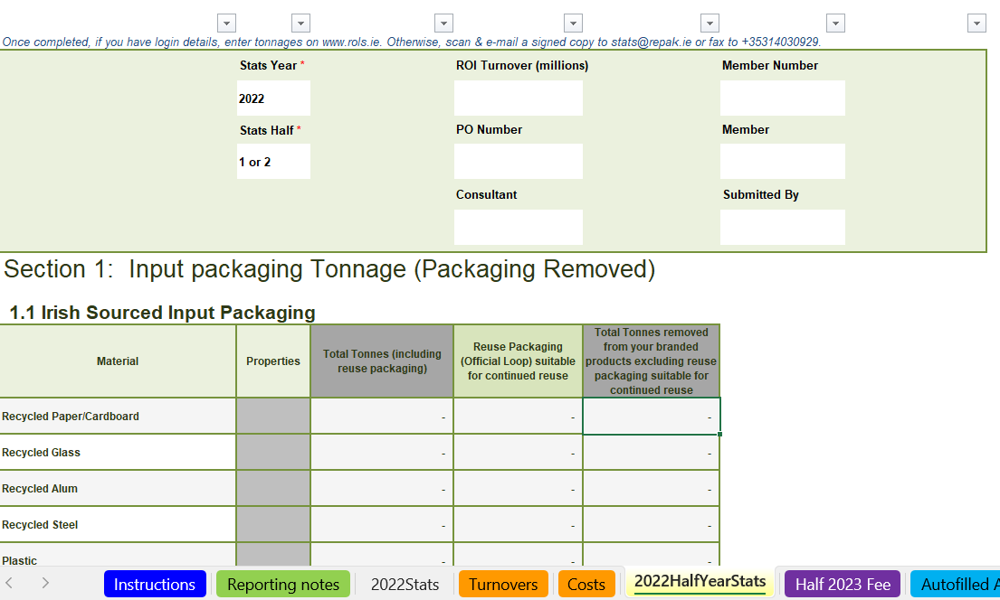 Once completed, if you have login details, enter tonnages on www.rols.ie. Otherwise, scan & e-mail a signed copy to stats@repak.ie or fax to +35314030929.
Stats Year * ROI Turnover (millions) Member Number
2022
Stats Half * PO Number Member
1 or 2
Consultant Submitted By
Section 1: Input packaging Tonnage (Packaging Removed)
1.1 Irish Sourced Input Packaging
Material
Properties
Total Tonnes (including
reuse packaging)
Reuse Packaging
(Official Loop) suitable
for continued reuse
Total Tonnes removed
from your branded
products excluding reuse
packaging suitable for
continued reuse
Recycled Paper/Cardboard - - -
Recycled Glass - - -
Recycled Alum - - -
Recycled Steel - - -
Plastic - - -
Instructions Reporting notes 2022Stats Turnovers Costs 2022HalfYearStats Half 2023 Fee Autofilled A